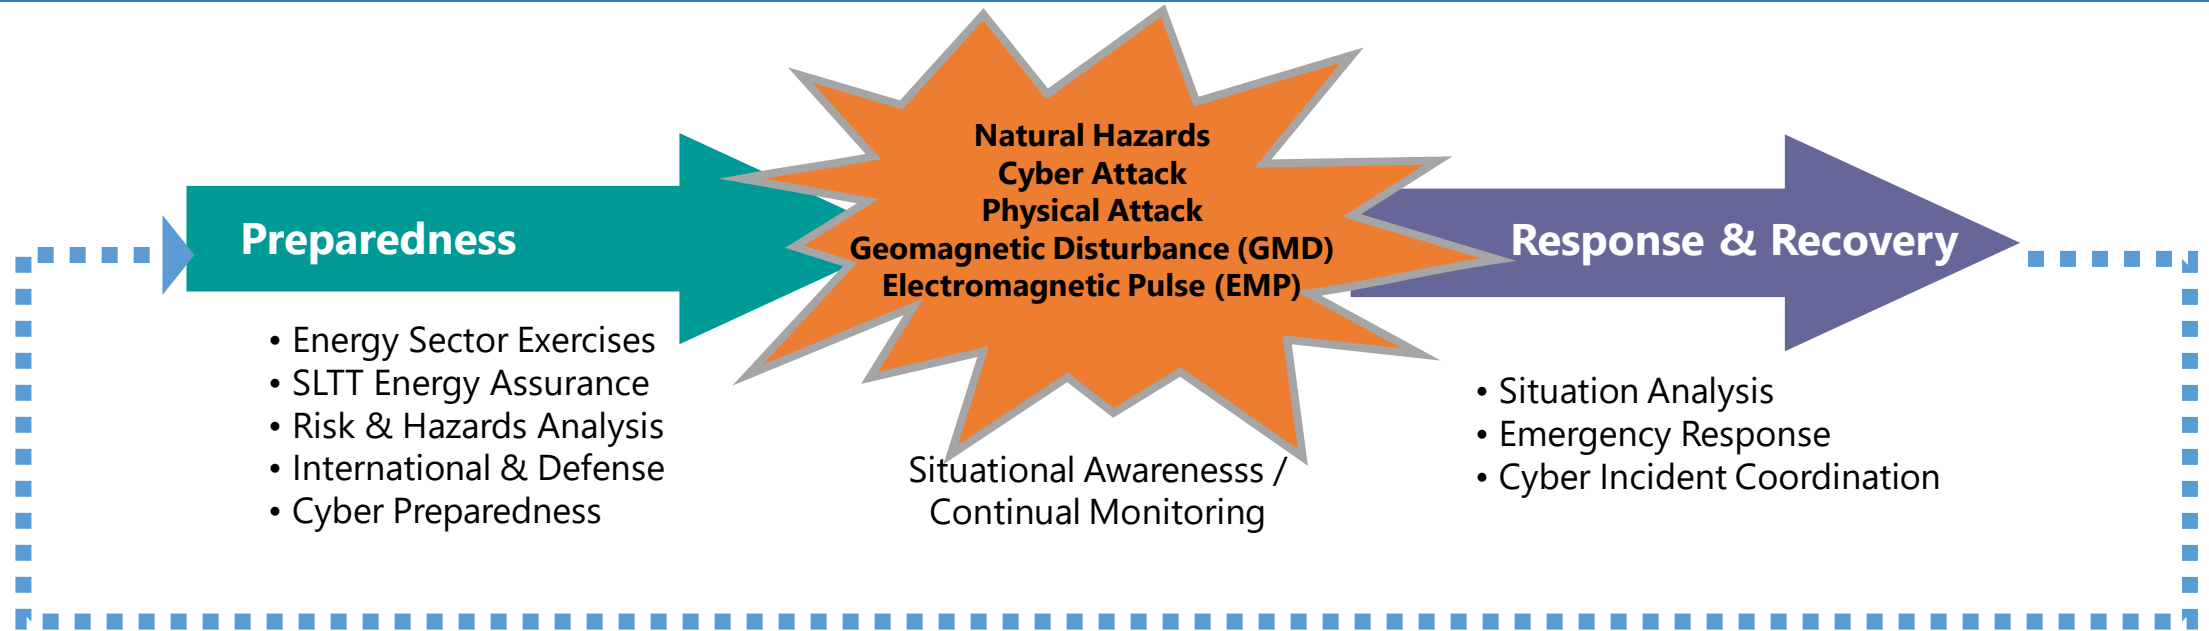 Preparedness
• Energy Sector Exercises
• SLTT Energy Assurance
• Risk & Hazards Analysis
• International & Defense
• Cyber Preparedness
Natural Hazards
Cyber Attack
Physical Attack
Geomagnetic Disturbance (GMD)
Electromagnetic Pulse (EMP)
Situational Awarenesss /
Continual Monitoring
Response & Recovery
• Situation Analysis
• Emergency Response
• Cyber Incident Coordination